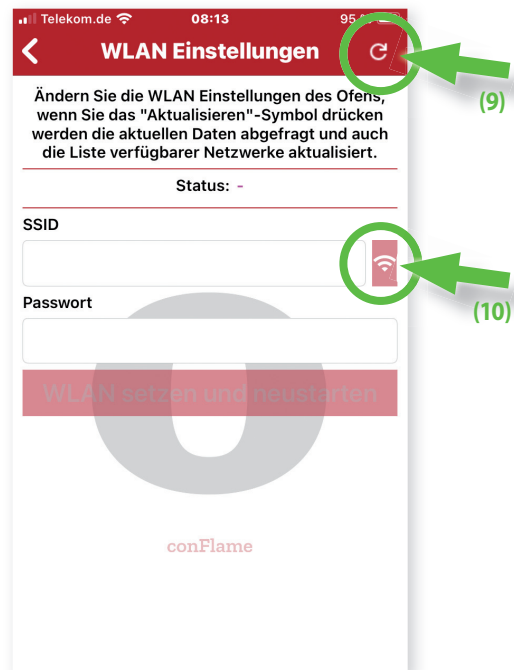 Telekom.de 08:13 95 %
WLAN Einstellungen
(9)
Ändern Sie die WLAN Einstellungen des Ofens,
wenn Sie das "Aktualisieren"-Symbol drücken
werden die aktuellen Daten abgefragt und auch
die Liste verfügbarer Netzwerke aktualisiert.
Status: -
SSID
(10)
Passwort
WLAN setzen und neustarten
conFlame